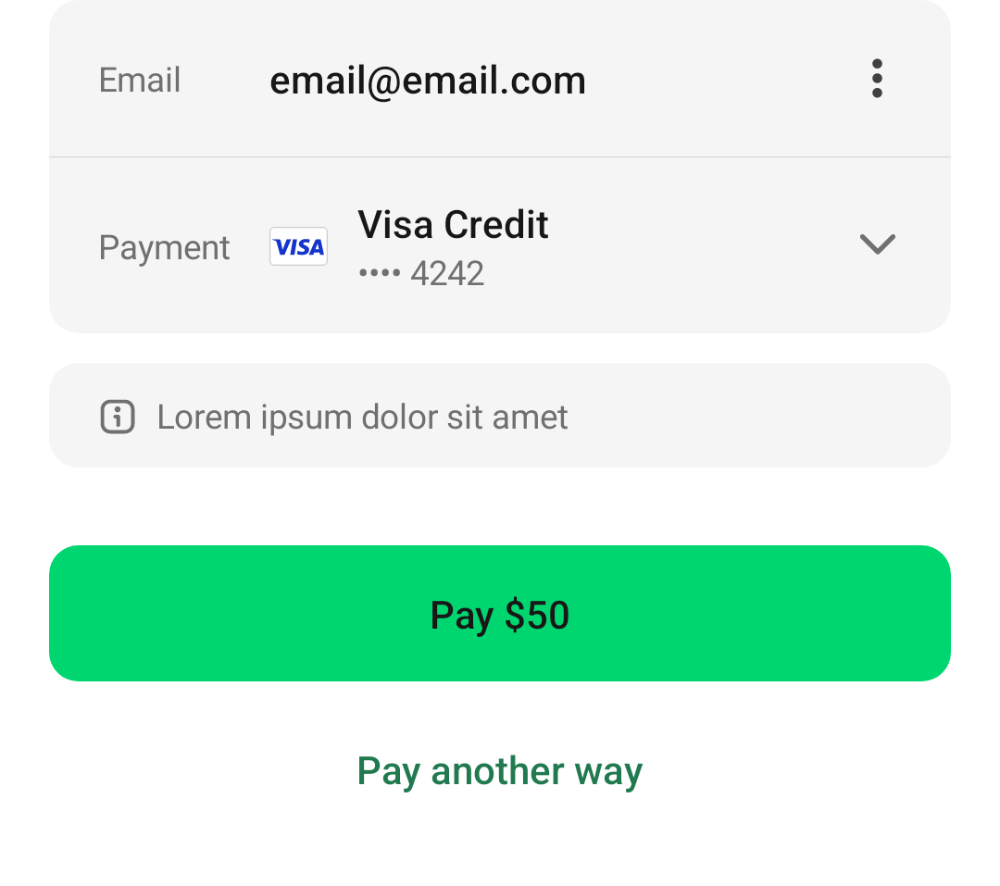 Email email@email.com
Visa Credit
Payment VISA
•••• 4242
Lorem ipsum dolor sit amet
Pay $50
Pay another way